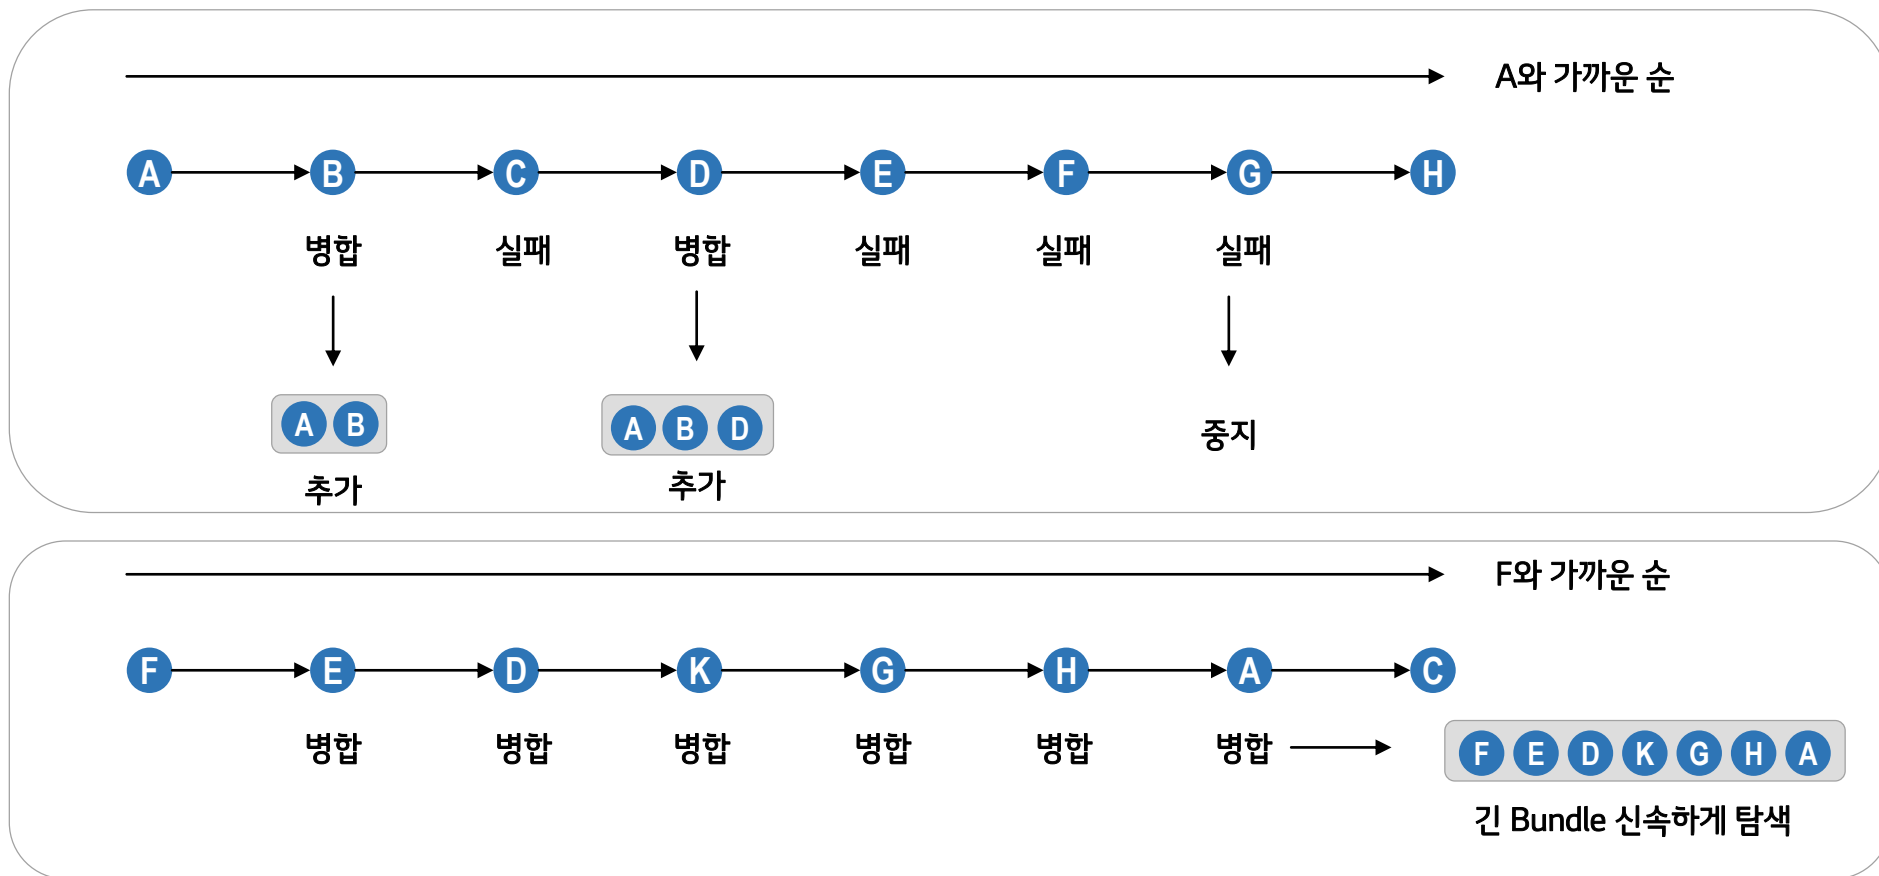 A와 가까운 순
A B C D E F G H
병합 실패 병합 실패 실패 실패
A B A B D 중지
추가 추가
F와 가까운 순
F E D K G H A C
병합 병합 병합 병합 병합 병합 F E D K G H A
긴 Bundle 신속하게 탐색